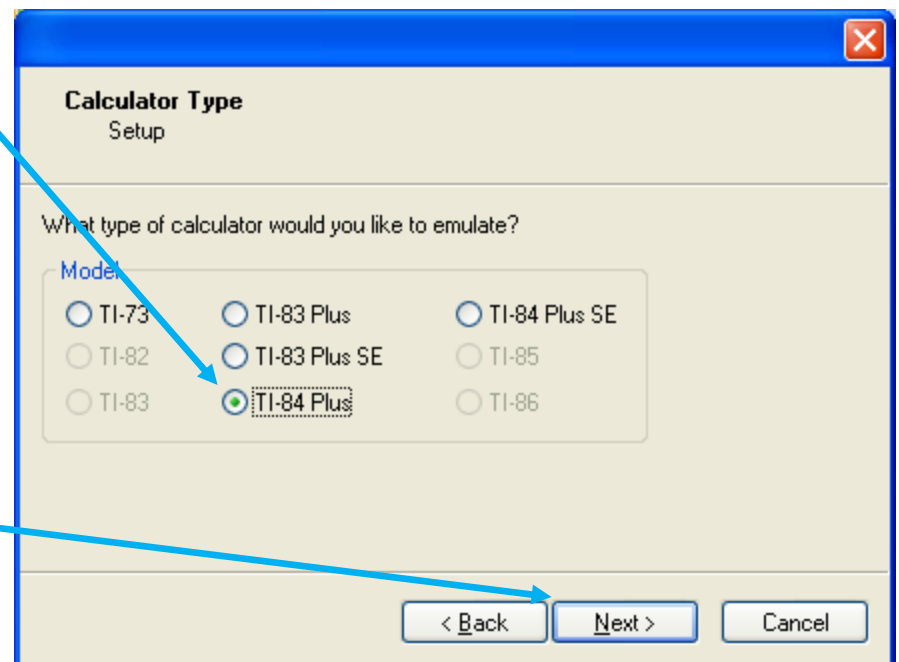 Calculator Type
Setup
What type of calculator would you like to emulate?
Model
TI-73 TI-83 Plus TI-84 Plus SE
TI-82 TI-83 Plus SE TI-85
TI-83 TI-84 Plus TI-86
< Back Next > Cancel